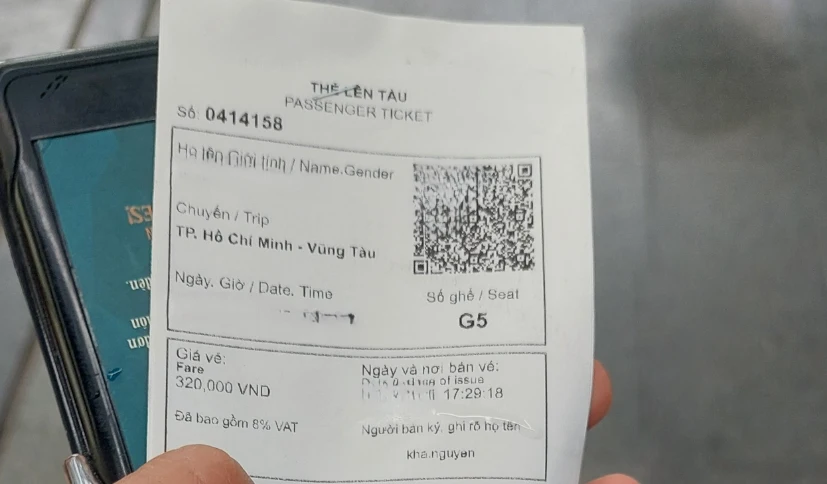 THẺ LÊN TÀU
PASSENGER TICKET
Số: 0414158
Họ tên Giới tính / Name.Gender
Chuyến / Trip
TP. Hồ Chí Minh - Vũng Tàu
Ngày. Giờ / Date. Time
Số ghế / Seat
G5
Giá vé:
Fare
320,000 VND
Đã bao gồm 8% VAT
Ngày và nơi bán vé:
of issue
17:29:18
Người bán ký, ghi rõ họ tên
kha.nguyen